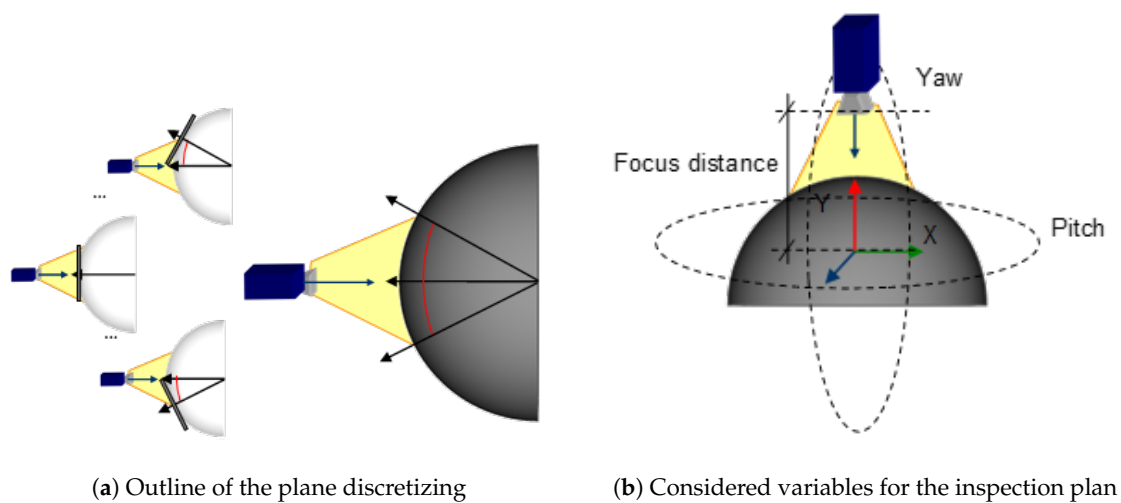 ...
...
(a) Outline of the plane discretizing
Yaw
Focus distance
Y
X
Pitch
(b) Considered variables for the inspection plan